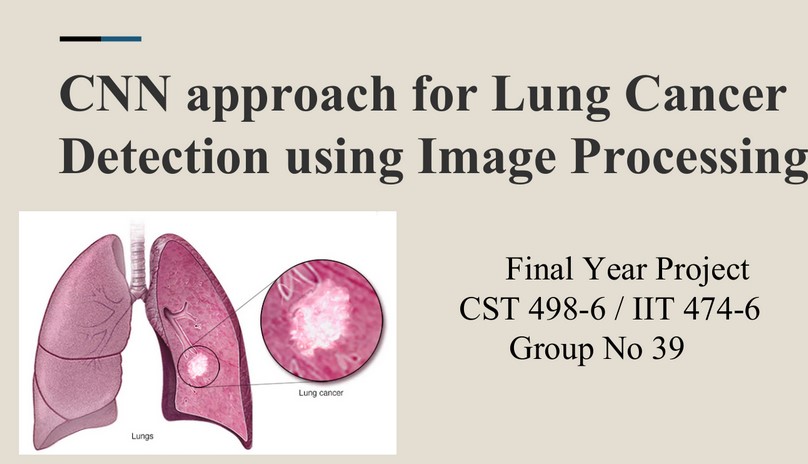 CNN approach for Lung Cancer
Detection using Image Processing
Final Year Project
CST 498-6 / IIT 474-6
Group No 39
Lung cancer
Lungs